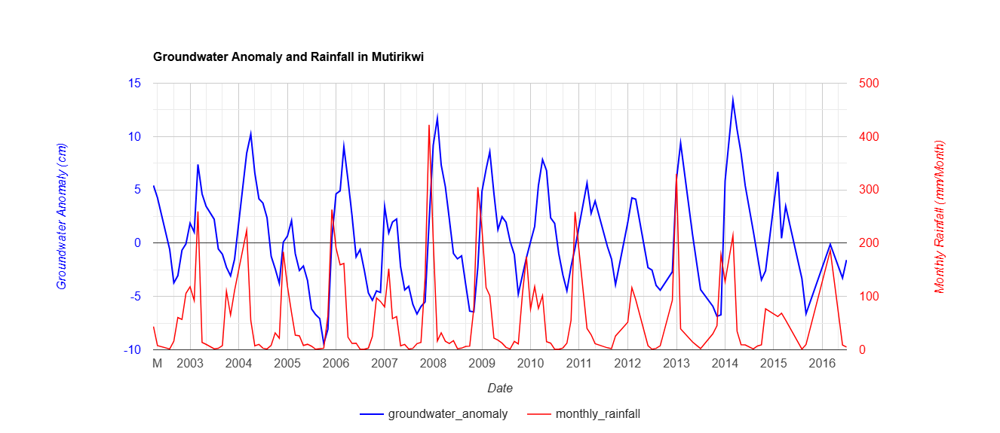 Groundwater Anomaly and Rainfall in Mutirikwi
15 500
10 400
5 300
0 200
-5 100
-10 0
Groundwater Anomaly (cm)
Monthly Rainfall (mm/Month)
M 2003 2004 2005 2006 2007 2008 2009 2010 2011 2012 2013 2014 2015 2016
Date
groundwater_anomaly monthly_rainfall